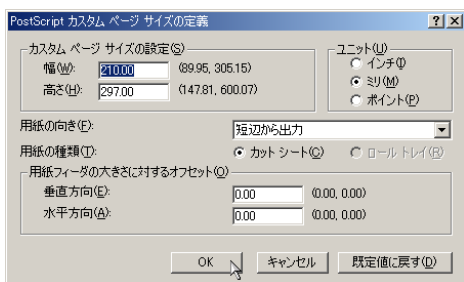 PostScript カスタム ページ サイズの定義
カスタム ページ サイズの設定(S)
幅(W): 210.00 (89.95, 305.15)
高さ(H): 297.00 (147.81, 600.07)
ユニット(U)
インチ(I)
ミリ(M)
ポイント(P)
用紙の向き(F): 短辺から出力
用紙の種類(T): カット シート(C) ロール トレイ(R)
用紙フィーダの大きさに対するオフセット(O)
垂直方向(E): 0.00 (0.00, 0.00)
水平方向(A): 0.00 (0.00, 0.00)
OK キャンセル 既定値に戻す(D)